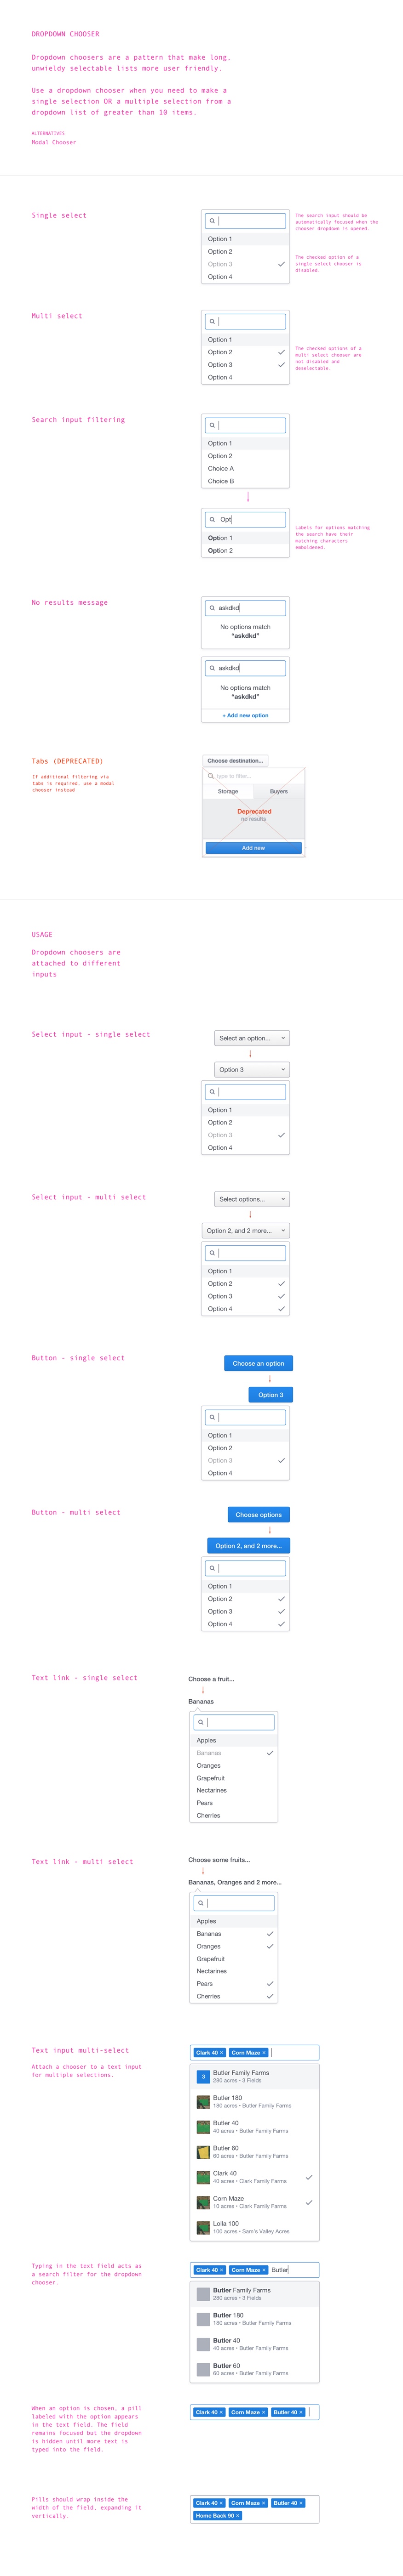 DROPDOWN CHOOSER
Dropdown choosers are a pattern that make long,
unwieldy selectable lists more user friendly.
Use a dropdown chooser when you need to make a
single selection OR a multiple selection from a
dropdown list of greater than 10 items.
ALTERNATIVES
Modal Chooser
Single select
Option 1
Option 2
Option 3
Option 4
The search input should be
automatically focused when the
chooser dropdown is opened.
The checked option of a
single select chooser is
disabled.
Multi select
Option 1
Option 2
Option 3
Option 4
The checked options of a
multi select chooser are
not disabled and
deselectable.
Search input filtering
Option 1
Option 2
Choice A
Choice B
Opt
Option 1
Option 2
Labels for options matching
the search have their
matching characters
emboldened.
No results message
askdkd
No options match
“askdkd”
askdkd
No options match
“askdkd”
+ Add new option
Tabs (DEPRECATED)
If additional filtering via
tabs is required, use a modal
chooser instead
Choose destination...
type to filter...
Storage
Buyers
Deprecated
no results
Add new
USAGE
Dropdown choosers are
attached to different
inputs
Select input - single select
Select an option...
Option 3
Option 1
Option 2
Option 3
Option 4
Select input - multi select
Select options...
Option 2, and 2 more...
Option 1
Option 2
Option 3
Option 4
Button - single select
Choose an option
Option 3
Option 1
Option 2
Option 3
Option 4
Button - multi select
Choose options
Option 2, and 2 more...
Option 1
Option 2
Option 3
Option 4
Text link - single select
Choose a fruit...
Bananas
Apples
Bananas
Oranges
Grapefruit
Nectarines
Pears
Cherries
Text link - multi select
Choose some fruits...
Bananas, Oranges and 2 more...
Apples
Bananas
Oranges
Grapefruit
Nectarines
Pears
Cherries
Text input multi-select
Attach a chooser to a text input
for multiple selections.
Clark 40 × Corn Maze ×
3
Butler Family Farms
280 acres • 3 Fields
Butler 180
180 acres • Butler Family Farms
Butler 40
40 acres • Butler Family Farms
Butler 60
60 acres • Butler Family Farms
Clark 40
40 acres • Clark Family Farms
Corn Maze
10 acres • Clark Family Farms
Lolla 100
100 acres • Sam's Valley Acres
Typing in the text field acts as
a search filter for the dropdown
chooser.
Clark 40 × Corn Maze × Butler
Butler Family Farms
280 acres • 3 Fields
Butler 180
180 acres • Butler Family Farms
Butler 40
40 acres • Butler Family Farms
Butler 60
60 acres • Butler Family Farms
When an option is chosen, a pill
labeled with the option appears
in the text field. The field
remains focused but the dropdown
is hidden until more text is
typed into the field.
Clark 40 × Corn Maze × Butler 40 ×
Pills should wrap inside the
width of the field, expanding it
vertically.
Clark 40 × Corn Maze × Butler 40 ×
Home Back 90 ×